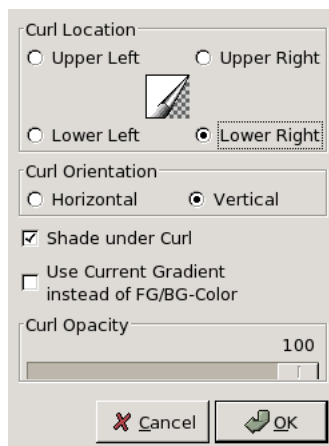 Curl Location
Upper Left Upper Right
Lower Left Lower Right
Curl Orientation
Horizontal Vertical
Shade under Curl
Use Current Gradient
instead of FG/BG-Color
Curl Opacity
100
Cancel OK